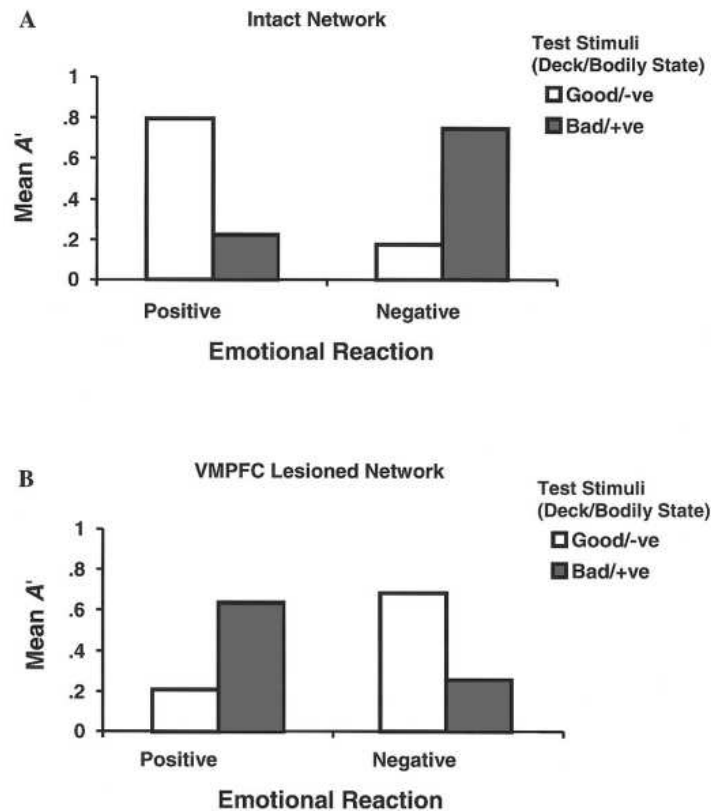 A
Intact Network
Test Stimuli
(Deck/Bodily State)
Good/-ve
Bad/+ve
Mean A'
1
.8
.6
.4
.2
0
Positive
Negative
Emotional Reaction
B
VMPFC Lesioned Network
Test Stimuli
(Deck/Bodily State)
Good/-ve
Bad/+ve
Mean A'
1
.8
.6
.4
.2
0
Positive
Negative
Emotional Reaction